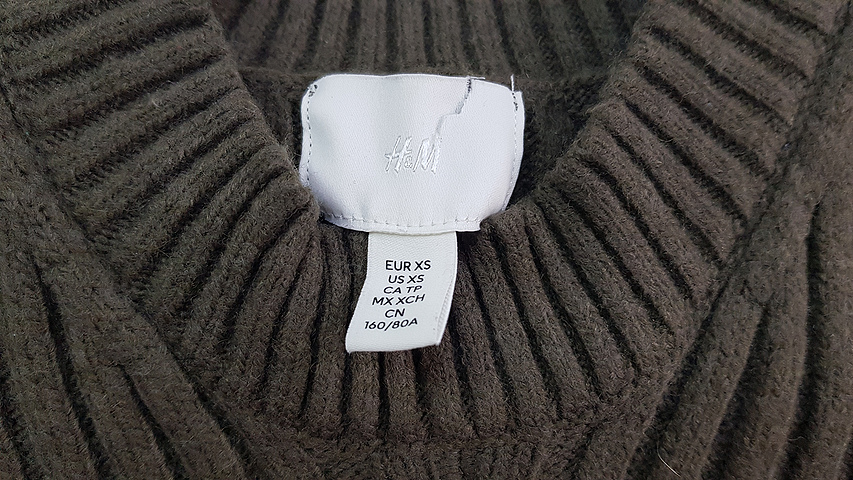 H&M
EUR XS
US XS
CA TP
MX XCH
CN
160/80A